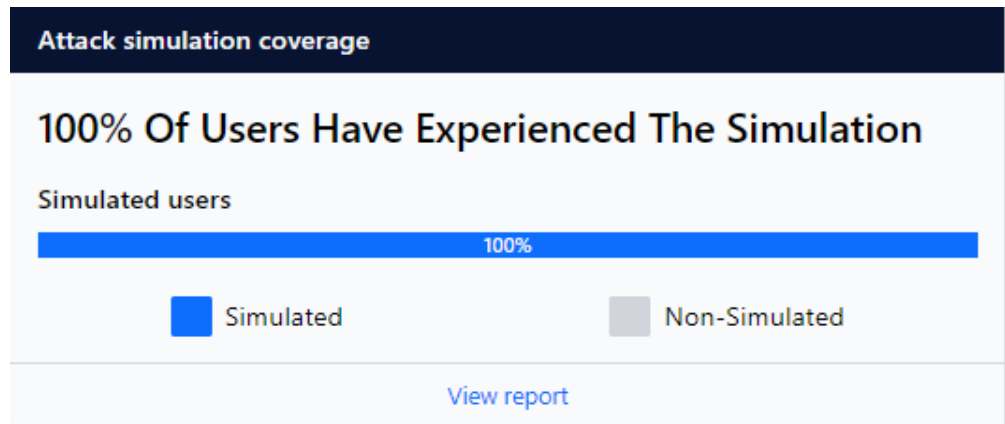 Attack simulation coverage
100% Of Users Have Experienced The Simulation
Simulated users
100%
Simulated
Non-Simulated
View report